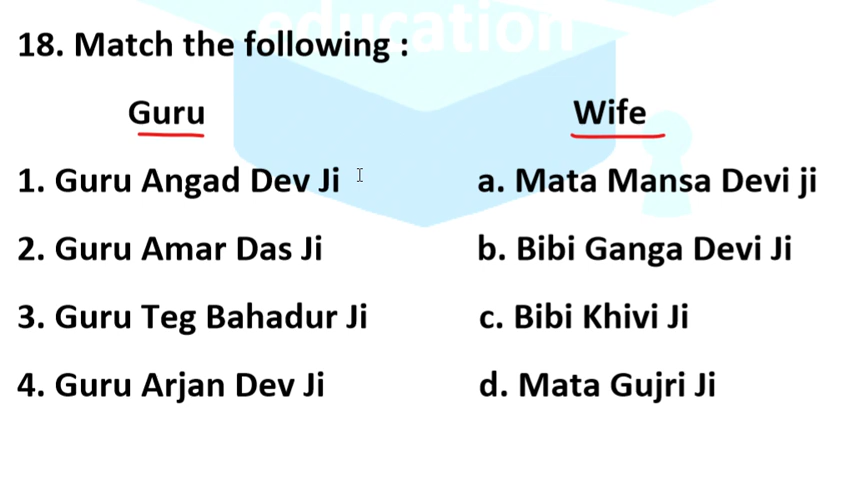 education
18. Match the following :
Guru Wife
1. Guru Angad Dev Ji a. Mata Mansa Devi ji
2. Guru Amar Das Ji b. Bibi Ganga Devi Ji
3. Guru Teg Bahadur Ji c. Bibi Khivi Ji
4. Guru Arjan Dev Ji d. Mata Gujri Ji